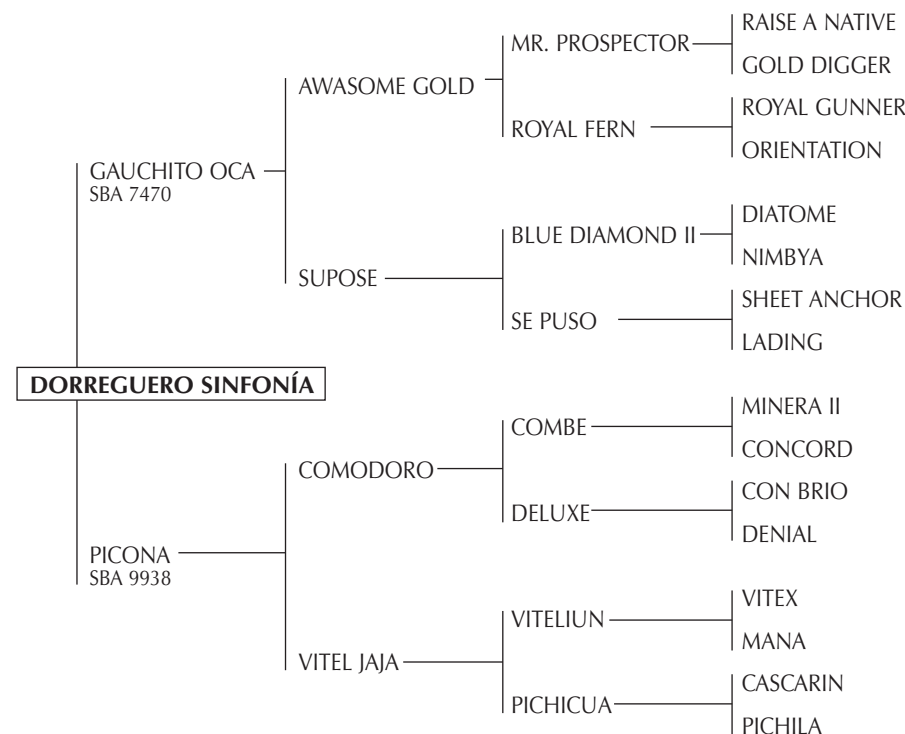 RAISE A NATIVE
MR. PROSPECTOR
GOLD DIGGER
AWASOME GOLD
ROYAL GUNNER
ROYAL FERN
ORIENTATION
GAUCHITO OCA
SBA 7470
DIATOME
BLUE DIAMOND II
NIMBYA
SUPOSE
SHEET ANCHOR
SE PUSO
LADING
DORREGUERO SINFONÍA
MINERA II
COMBE
CONCORD
COMODORO
CON BRIO
DELUXE
DENIAL
PICONA
SBA 9938
VITEX
VITELIUN
MANA
VITEL JAJA
CASCARIN
PICHICUA
PICHILA